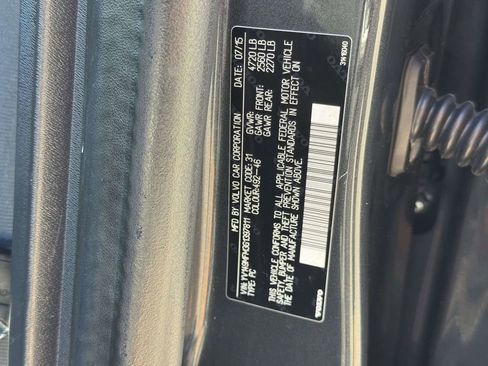 MFD. BY VOLVO CAR CORPORATION DATE: 07/15
VIN: MARKET CODE: 31 GVWR: 4720 LB
TYPE: PC COLOUR: 492-46 GAWR FRONT: 2560 LB
GAWR REAR: 2270 LB
THIS VEHICLE CONFORMS TO ALL APPLICABLE FEDERAL MOTOR VEHICLE
SAFETY, BUMPER AND THEFT PREVENTION STANDARDS IN EFFECT ON
THE DATE OF MANUFACTURE SHOWN ABOVE.
VOLVO